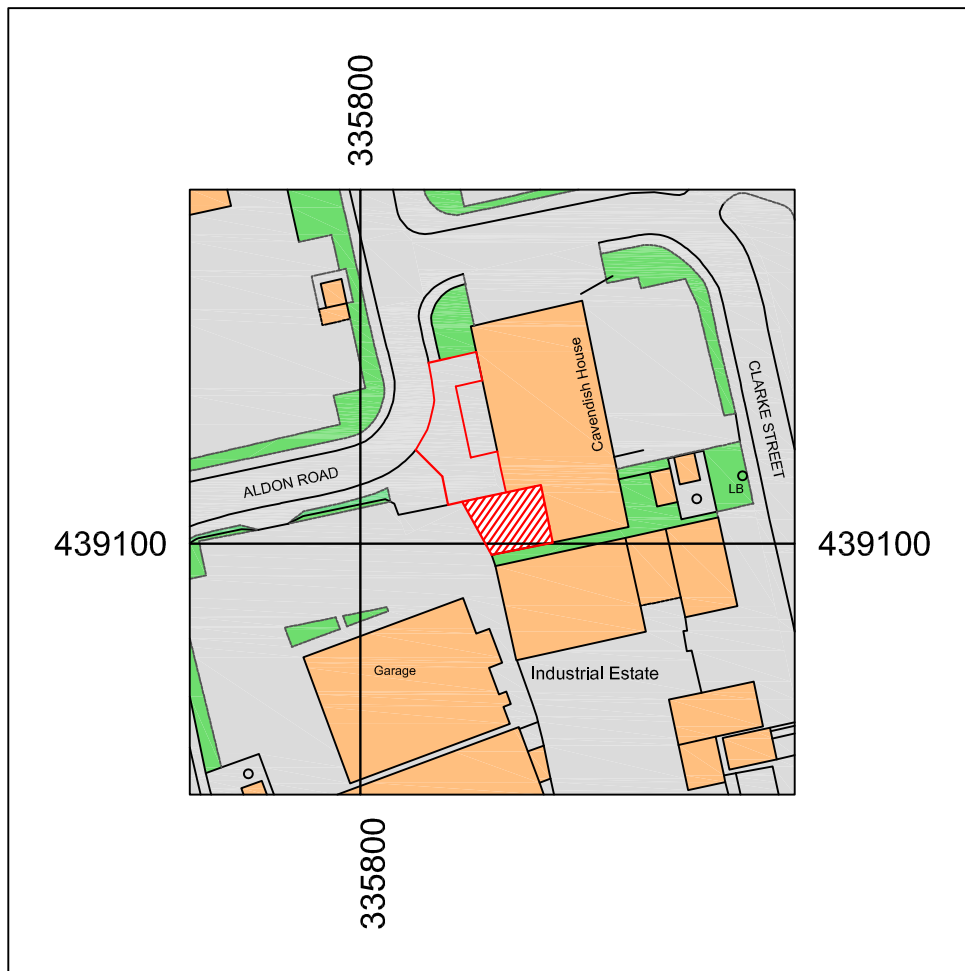 335800
Cavendish House
CLARKE STREET
ALDON ROAD
LB
439100
439100
Garage
Industrial Estate
335800